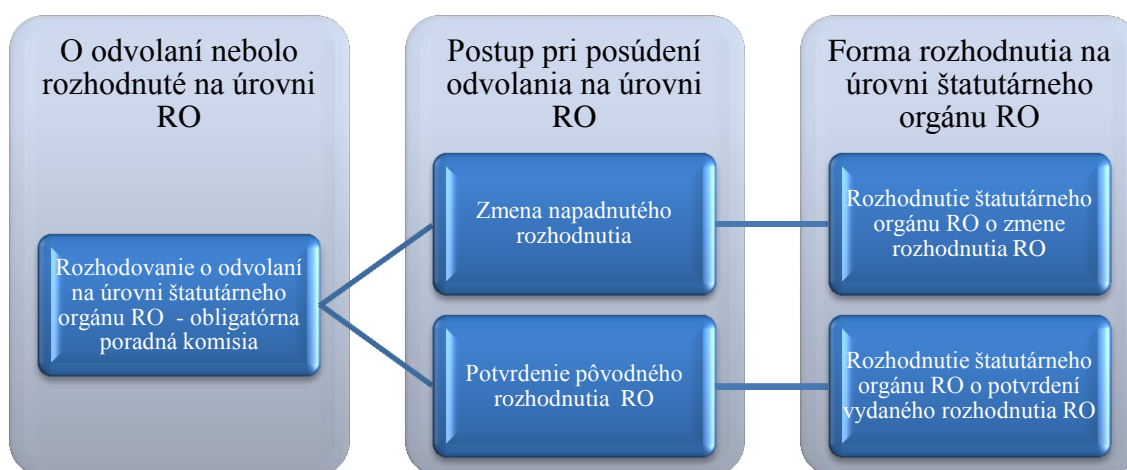 O odvolaní nebolo
rozhodnuté na úrovni
RO
Rozhodovanie o odvolaní
na úrovni štatutárneho
orgánu RO - obligatórna
poradná komisia
Postup pri posúdení
odvolania na úrovni
RO
Zmena napadnutého
rozhodnutia
Potvrdenie pôvodného
rozhodnutia RO
Forma rozhodnutia na
úrovni štatutárneho
orgánu RO
Rozhodnutie štatutárneho
orgánu RO o zmene
rozhodnutia RO
Rozhodnutie štatutárneho
orgánu RO o potvrdení
vydaného rozhodnutia RO